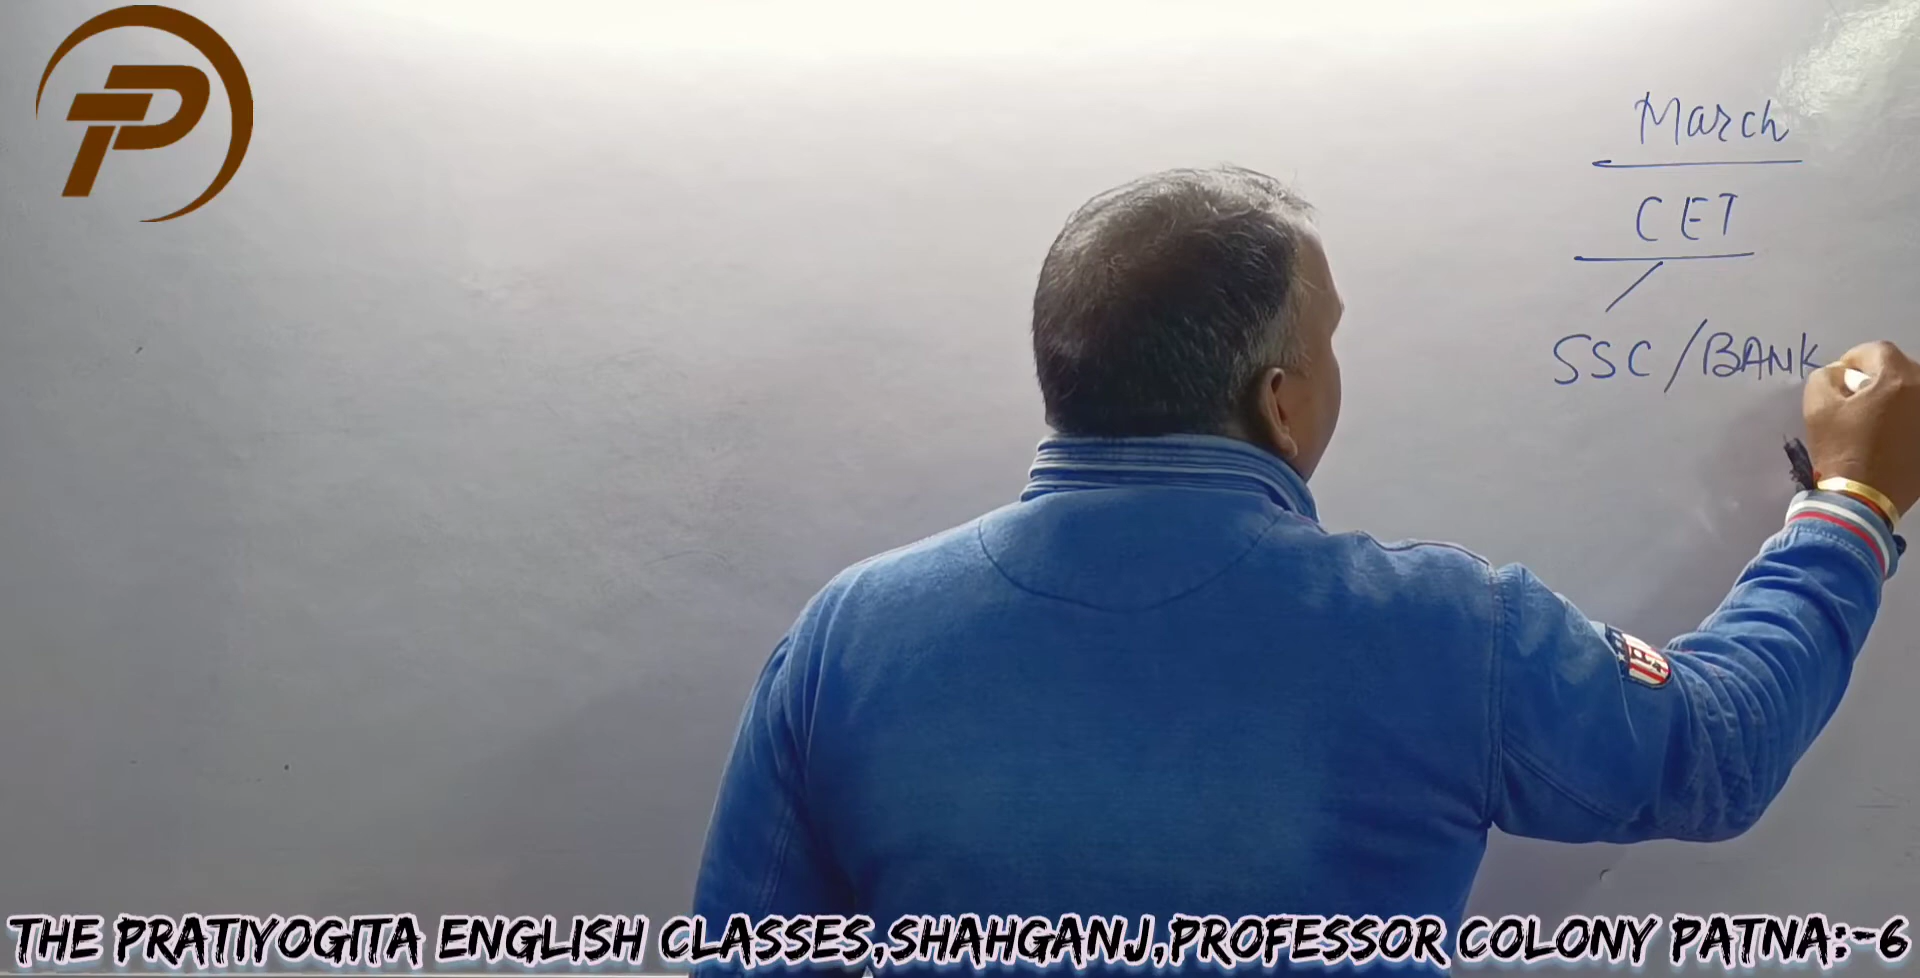 March
CET
SSC/BANK
THE PRATIYOGITA ENGLISH CLASSES,SHAHGANJ,PROFESSOR COLONY PATNA:-6